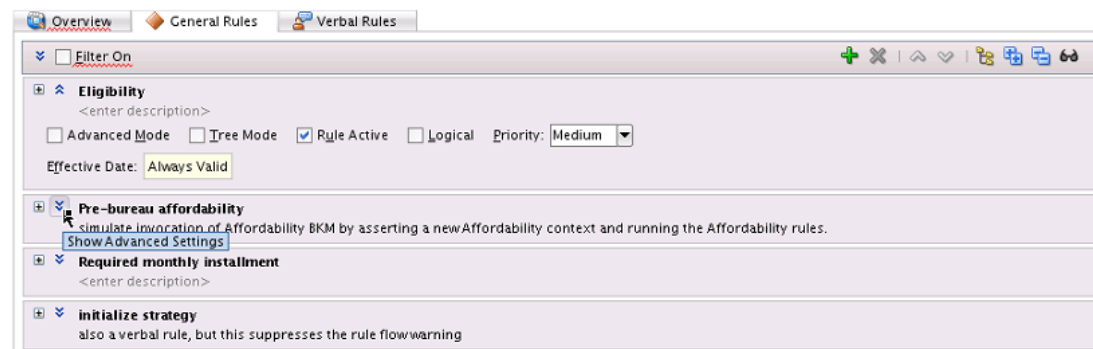 Overview General Rules Verbal Rules
Filter On
Eligibility
<enter description>
Advanced Mode Tree Mode Rule Active Logical Priority: Medium
Effective Date: Always Valid
Pre-bureau affordability
simulate invocation of Affordability BKM by asserting a new Affordability context and running the Affordability rules.
Show Advanced Settings
Required monthly installment
<enter description>
initialize strategy
also a verbal rule, but this suppresses the rule flow warning